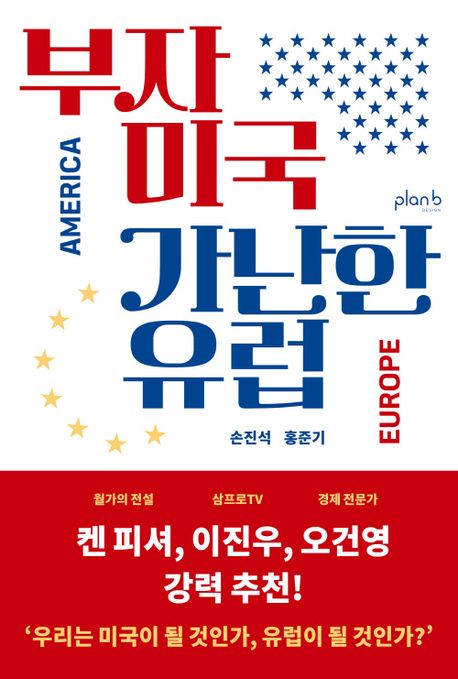 부자
미국
AMERICA
plan b
DESIGN
가난한
유럽
EUROPE
손진석 홍준기
월가의 전설 삼프로TV 경제 전문가
켄 피셔, 이진우, 오건영
강력 추천!
‘우리는 미국이 될 것인가, 유럽이 될 것인가?’